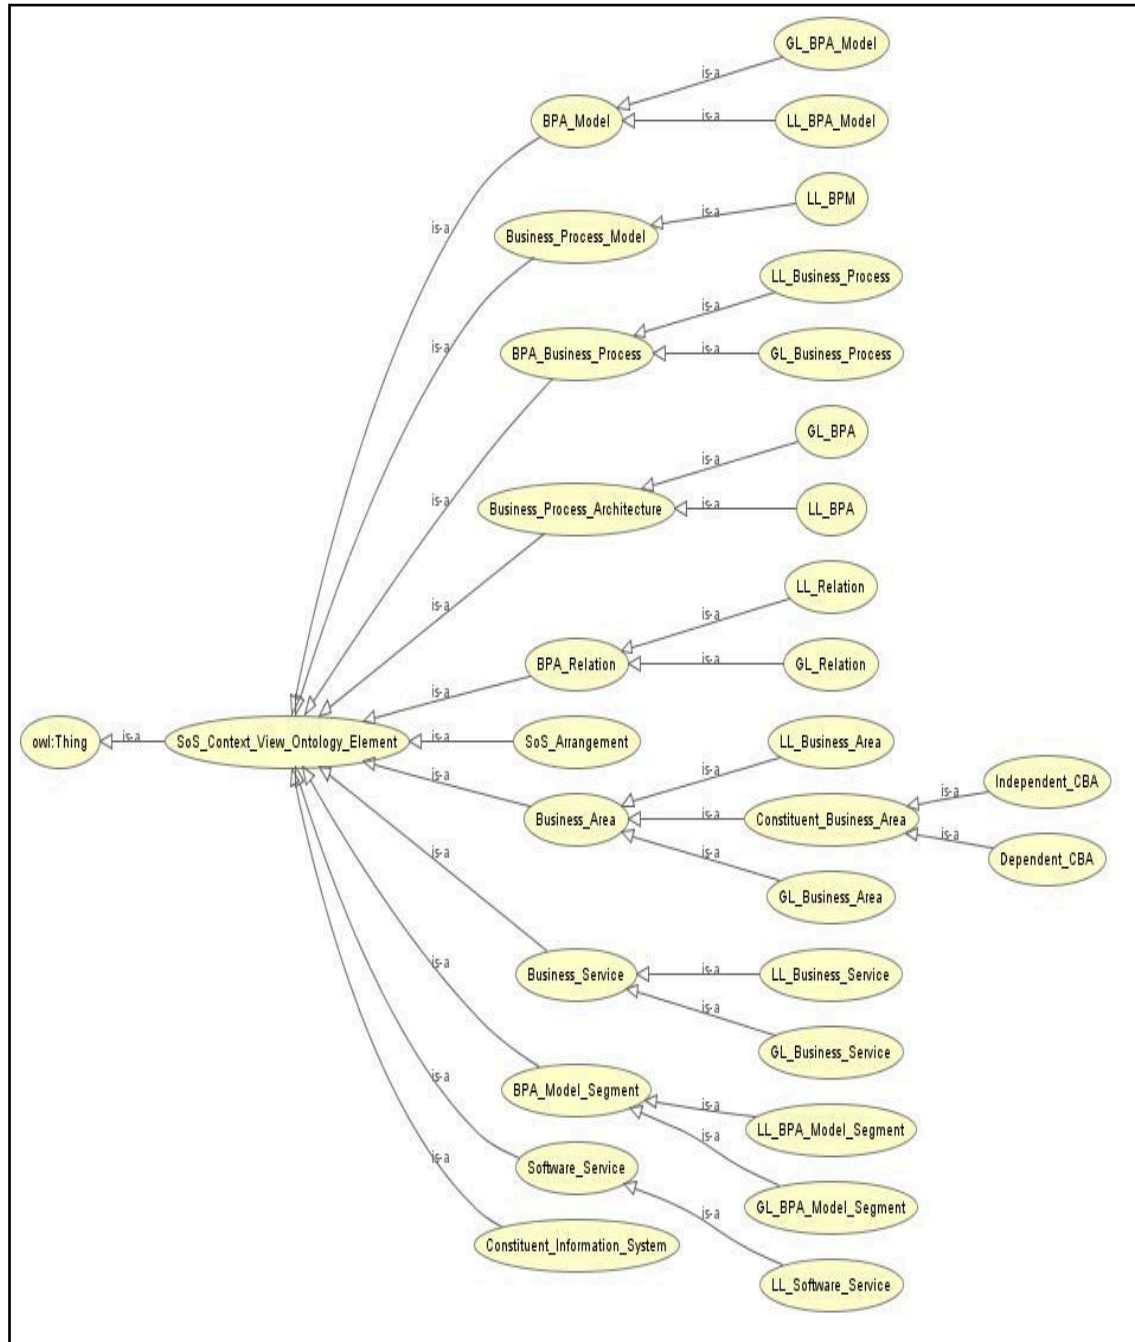 GL_BPA_Model
is-a
BPA_Model
is-a
LL_BPA_Model
is-a
LL_BPM
is-a
Business_Process_Model
LL_Business_Process
is-a
is-a
BPA_Business_Process
is-a
GL_Business_Process
GL_BPA
is-a
is-a
Business_Process_Architecture
is-a
LL_BPA
LL_Relation
is-a
is-a
BPA_Relation
is-a
GL_Relation
is-a
owl:Thing
is-a
SoS_Context_View_Ontology_Element
is-a
SoS_Arrangement
LL_Business_Area
is-a
Independent_CBA
is-a
is-a
Business_Area
is-a
Constituent_Business_Area
is-a
Dependent_CBA
is-a
is-a
GL_Business_Area
is-a
Business_Service
is-a
LL_Business_Service
is-a
GL_Business_Service
is-a
BPA_Model_Segment
is-a
LL_BPA_Model_Segment
is-a
is-a
Software_Service
GL_BPA_Model_Segment
is-a
Constituent_Information_System
is-a
LL_Software_Service